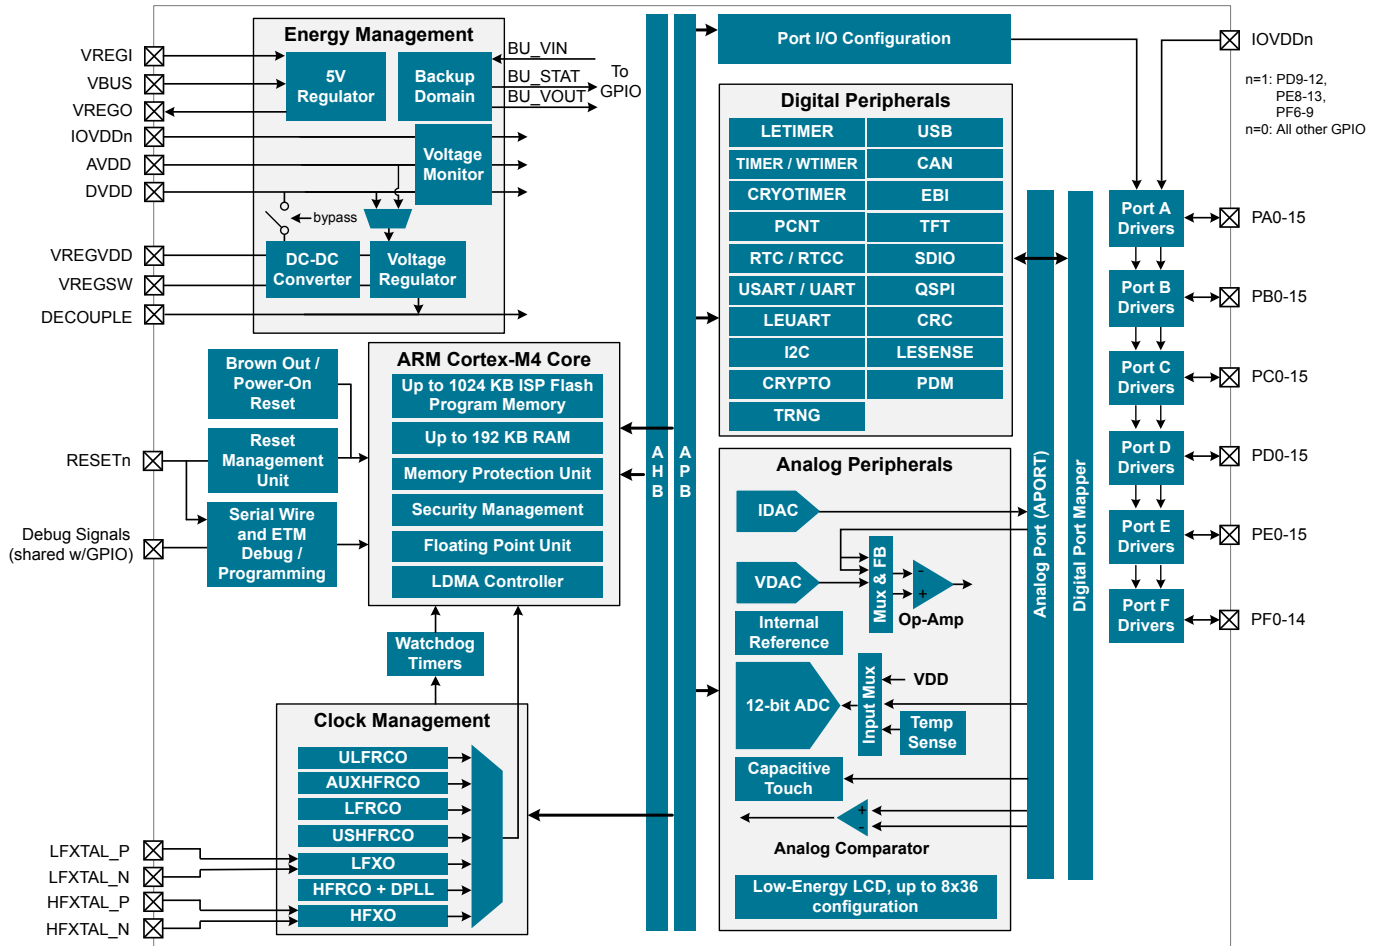 Energy Management
VREGI
VBUS
VREGO
IOVDDn
AVDD
DVDD
VREGVDD
VREGSW
DECOUPLE
5V
Regulator
Backup
Domain
BU_VIN
BU_STAT
BU_VOUT
To
GPIO
Voltage
Monitor
bypass
DC-DC
Converter
Voltage
Regulator
Brown Out /
Power-On
Reset
Reset
Management
Unit
Serial Wire
and ETM
Debug /
Programming
RESETn
Debug Signals
(shared w/GPIO)
ARM Cortex-M4 Core
Up to 1024 KB ISP Flash
Program Memory
Up to 192 KB RAM
Memory Protection Unit
Security Management
Floating Point Unit
LDMA Controller
Watchdog
Timers
Clock Management
ULFRCO
AUXHFRCO
LFRCO
USHFRCO
LFXO
HFRCO + DPLL
HFXO
LFXTAL_P
LFXTAL_N
HFXTAL_P
HFXTAL_N
A
H
B
A
P
B
Port I/O Configuration
Digital Peripherals
LETIMER
USB
TIMER / WTIMER
CAN
CRYOTIMER
EBI
PCNT
TFT
RTC / RTCC
SDIO
USART / UART
QSPI
LEUART
CRC
I2C
LESENSE
CRYPTO
PDM
TRNG
Analog Peripherals
IDAC
VDAC
Mux & FB
-
+
Op-Amp
Internal
Reference
12-bit ADC
Input Mux
VDD
Temp
Sense
Capacitive
Touch
+
-
Analog Comparator
Low-Energy LCD, up to 8x36
configuration
Analog Port (APORT)
Digital Port Mapper
Port A
Drivers
Port B
Drivers
Port C
Drivers
Port D
Drivers
Port E
Drivers
Port F
Drivers
IOVDDn
n=1: PD9-12,
PE8-13,
PF6-9
n=0: All other GPIO
PA0-15
PB0-15
PC0-15
PD0-15
PE0-15
PF0-14